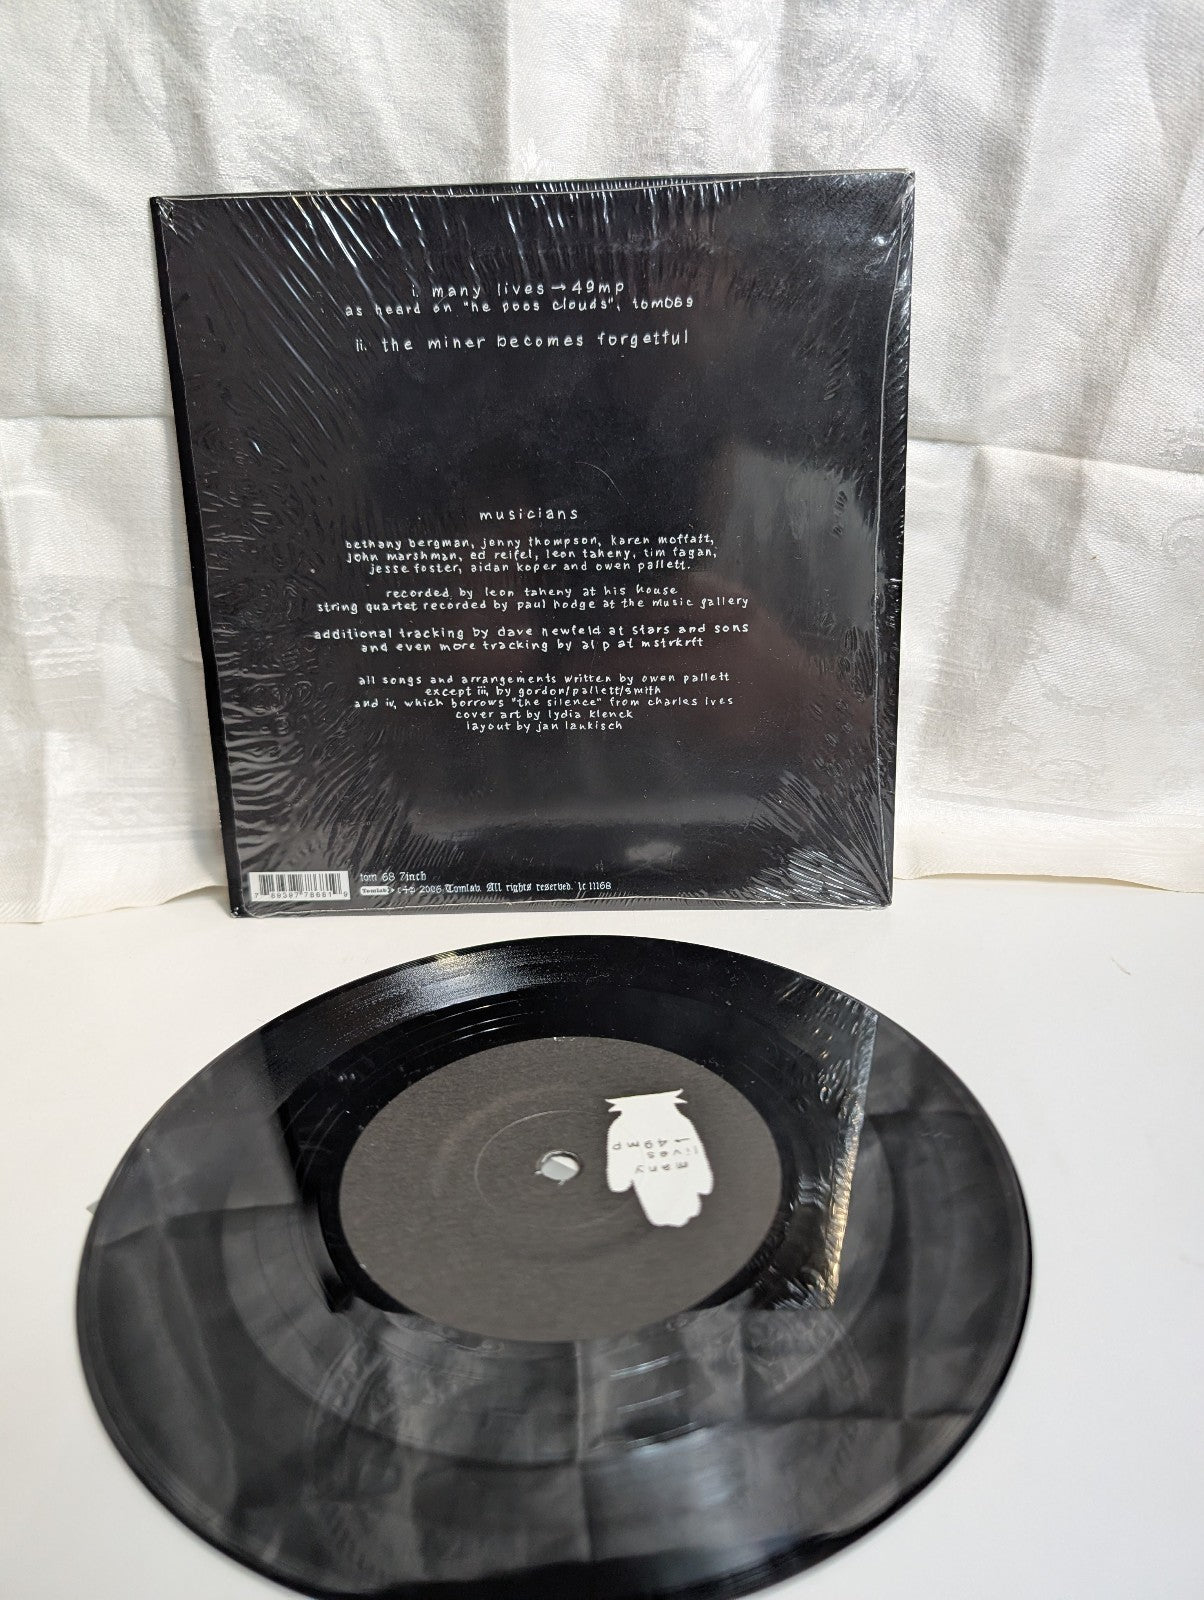 i. many lives → 49mp
as heard on "he poos clouds", tom069
ii. the miner becomes forgetful
musicians
bethany bergman, jenny thompson, karen moffatt,
john marshman, ed reifel, leon taheny, tim fagan,
jesse foster, aidan koper and owen pallett.
recorded by leon taheny at his house
string quartet recorded by paul hodge at the music gallery
additional tracking by dave newfeld at stars and sons
and even more tracking by al p at mstrkrft
all songs and arrangements written by owen pallett
except iii, by gordon/pallett/smith
and iv, which borrows "the silence" from charles ives
cover art by lydia klenck
layout by jan lankisch
tom 68 7inch
Tomlab 2006 Tomlab. All rights reserved. lc 11168
many
lives
→ 49mp